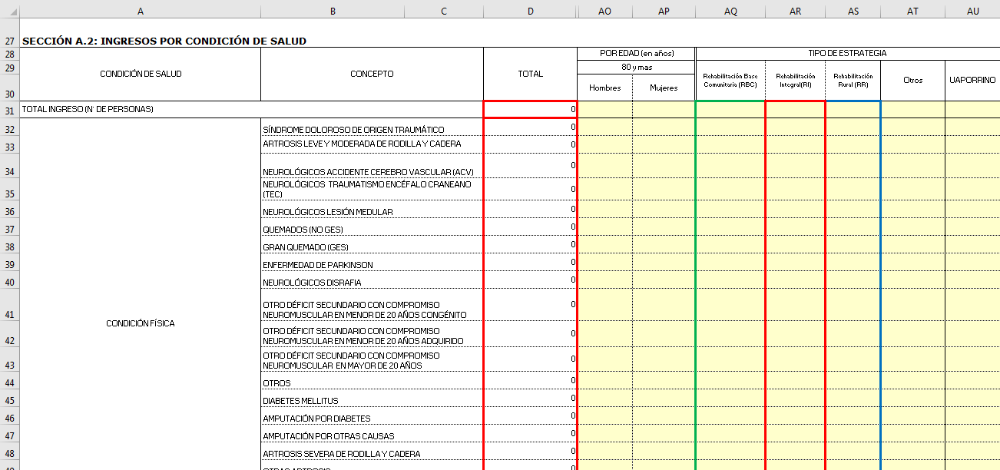 A B C D AO AP AQ AR AS AT AU
27 SECCIÓN A.2: INGRESOS POR CONDICIÓN DE SALUD
28 POR EDAD (en años) TIPO DE ESTRATEGIA
29 CONDICIÓN DE SALUD CONCEPTO TOTAL 80 y mas
Rehabilitación Base Comunitaria (RBC) Rehabilitación Integral(RI) Rehabilitación Rural (RR) Otros UAPORRINO
30 Hombres Mujeres
31 TOTAL INGRESO (N° DE PERSONAS) 0
32 SÍNDROME DOLOROSO DE ORIGEN TRAUMÁTICO 0
33 ARTROSIS LEVE Y MODERADA DE RODILLA Y CADERA 0
34 NEUROLÓGICOS ACCIDENTE CEREBRO VASCULAR (ACV) 0
NEUROLÓGICOS TRAUMATISMO ENCÉFALO CRANEANO
35 (TEC) 0
36 NEUROLÓGICOS LESIÓN MEDULAR 0
37 QUEMADOS (NO GES) 0
38 GRAN QUEMADO (GES) 0
39 ENFERMEDAD DE PARKINSON 0
40 NEUROLÓGICOS DISRAFIA 0
OTRO DÉFICIT SECUNDARIO CON COMPROMISO
41 NEUROMUSCULAR EN MENOR DE 20 AÑOS CONGÉNITO 0
CONDICIÓN FÍSICA
OTRO DÉFICIT SECUNDARIO CON COMPROMISO
42 NEUROMUSCULAR EN MENOR DE 20 AÑOS ADQUIRIDO 0
OTRO DÉFICIT SECUNDARIO CON COMPROMISO
43 NEUROMUSCULAR EN MAYOR DE 20 AÑOS 0
44 OTROS 0
45 DIABETES MELLITUS 0
46 AMPUTACIÓN POR DIABETES 0
47 AMPUTACIÓN POR OTRAS CAUSAS 0
48 ARTROSIS SEVERA DE RODILLA Y CADERA 0
49 OTRAS ARTROSIS 0